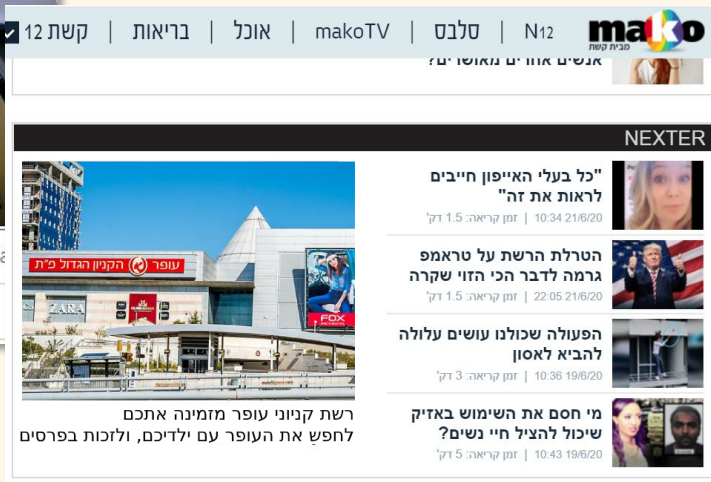 mako
מבית קשת
N12 | סלבס | makoTV | אוכל | בריאות | קשת 12
אנשים אחרים מאושרים?
NEXTER
"כל בעלי האייפון חייבים
לראות את זה"
10:34 21/6/20 | זמן קריאה: 1.5 דק'
הטרלת הרשת על טראמפ
גרמה לדבר הכי הזוי שקרה
22:05 21/6/20 | זמן קריאה: 1.5 דק'
הפעולה שכולנו עושים עלולה
להביא לאסון
10:36 19/6/20 | זמן קריאה: 3 דק'
מי חסם את השימוש באזיק
שיכול להציל חיי נשים?
10:43 19/6/20 | זמן קריאה: 5 דק'
עופר הקניון הגדול פ"ת
ZARA
FOX
רשת קניוני עופר מזמינה אתכם
לחפשַ את העופר עם ילדיכם, ולזכות בפרסים